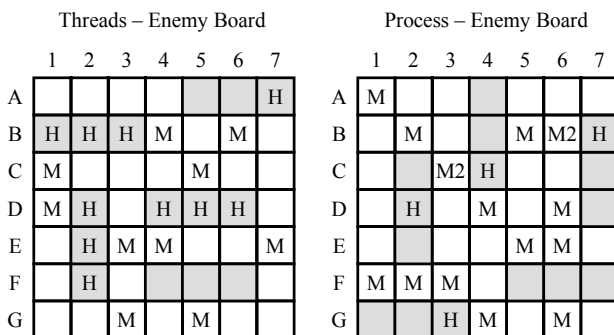 Threads – Enemy Board Process – Enemy Board
1 2 3 4 5 6 7 1 2 3 4 5 6 7
A H A M
B H H H M M B M M M2 H
C M M C M2 H
D M H H H H D H M M
E H M M M E M M
F H F M M M
G M M G H M M